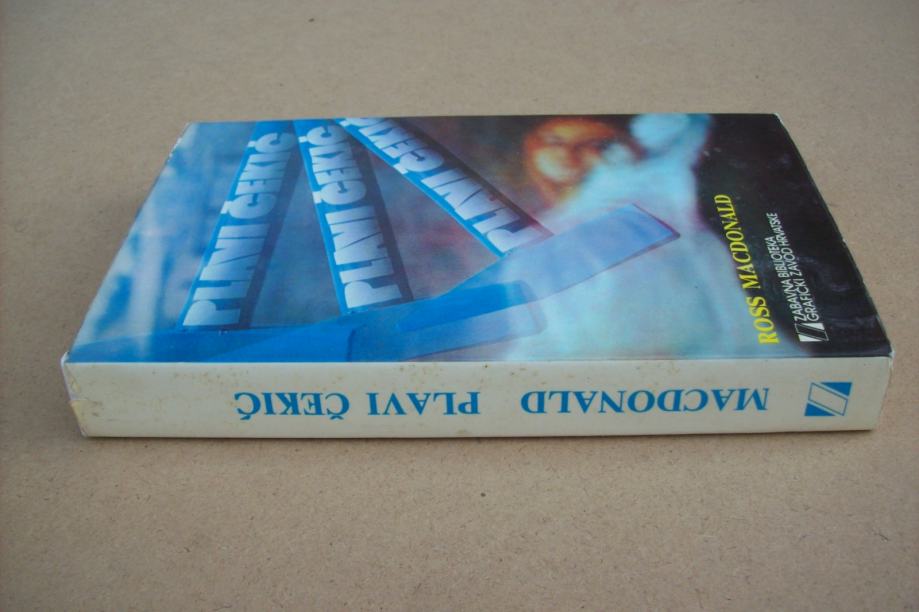 PLAVI ČEKIĆ
PLAVI ČEKIĆ
PLAVI ČEKIĆ
ROSS MACDONALD
ZABAVNA BIBLIOTEKA
GRAFIČKI ZAVOD HRVATSKE
MACDONALD PLAVI ČEKIĆ